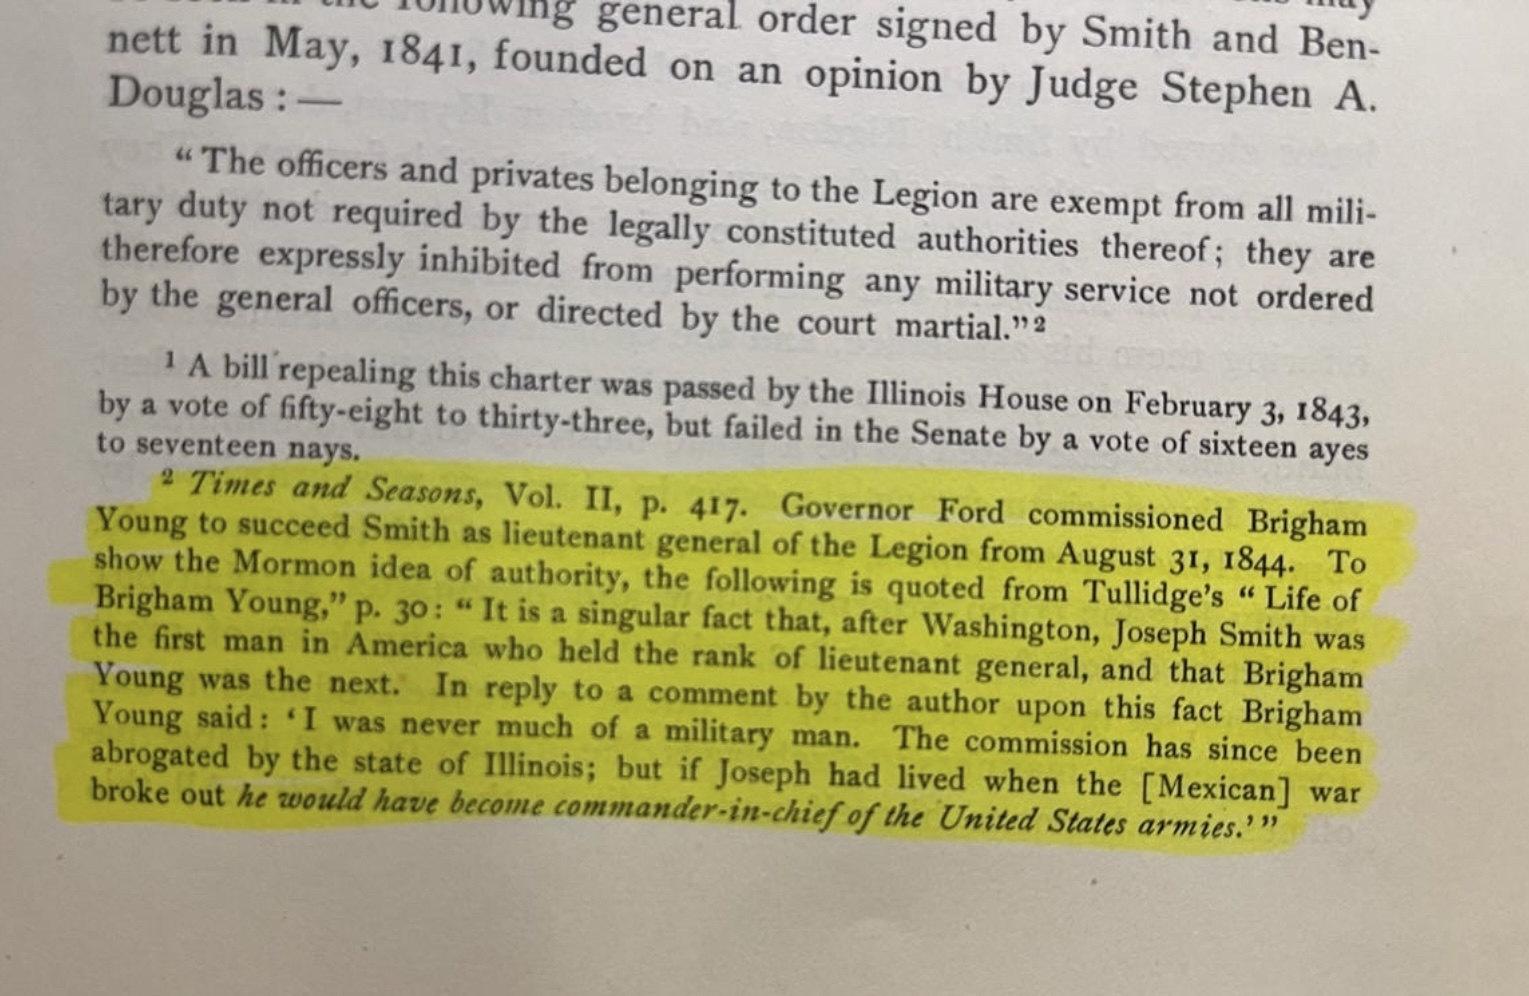 the following general order signed by Smith and Ben-
nett in May, 1841, founded on an opinion by Judge Stephen A.
Douglas : —
“ The officers and privates belonging to the Legion are exempt from all mili-
tary duty not required by the legally constituted authorities thereof ; they are
therefore expressly inhibited from performing any military service not ordered
by the general officers, or directed by the court martial.” 2
1 A bill repealing this charter was passed by the Illinois House on February 3, 1843,
by a vote of fifty-eight to thirty-three, but failed in the Senate by a vote of sixteen ayes
to seventeen nays.
2 Times and Seasons, Vol. II, p. 417. Governor Ford commissioned Brigham
Young to succeed Smith as lieutenant general of the Legion from August 31, 1844. To
show the Mormon idea of authority, the following is quoted from Tullidge’s “ Life of
Brigham Young,” p. 30 : “ It is a singular fact that, after Washington, Joseph Smith was
the first man in America who held the rank of lieutenant general, and that Brigham
Young was the next. In reply to a comment by the author upon this fact Brigham
Young said : ‘ I was never much of a military man. The commission has since been
abrogated by the state of Illinois ; but if Joseph had lived when the [Mexican] war
broke out he would have become commander-in-chief of the United States armies.’ ”